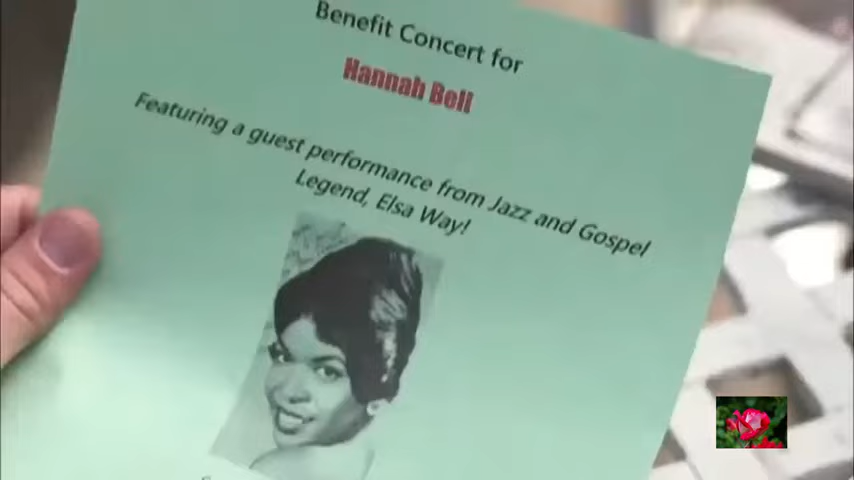 Benefit Concert for
Hannah Bell
Featuring a guest performance from Jazz and Gospel
Legend, Elsa Way!